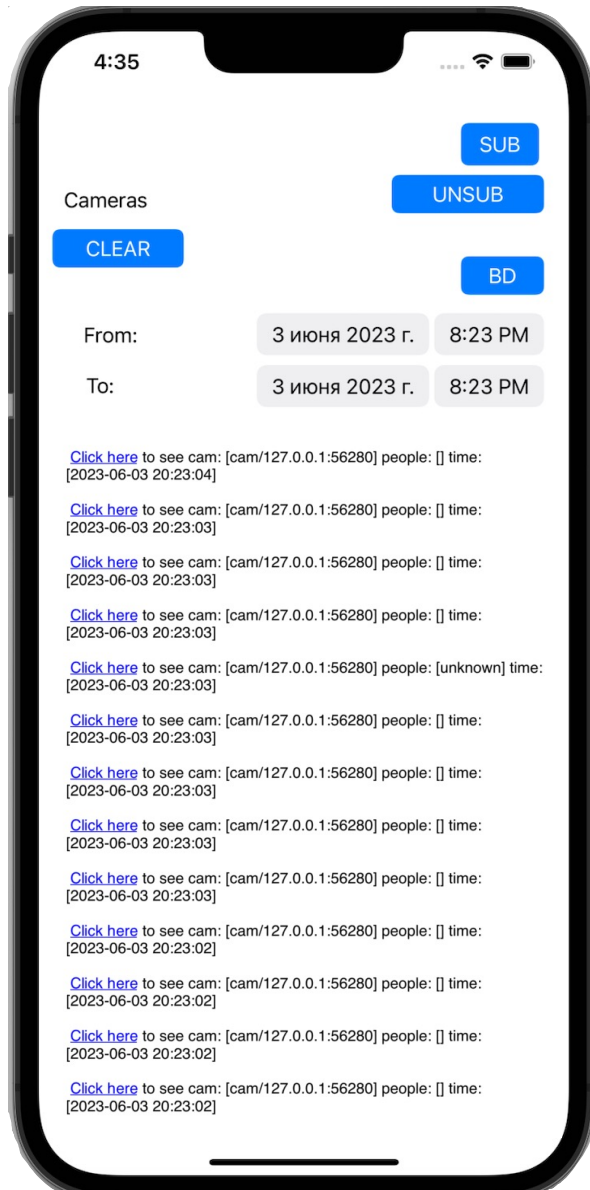 4:35
SUB
Cameras
UNSUB
CLEAR
BD
From: 3 июня 2023 г. 8:23 PM
To: 3 июня 2023 г. 8:23 PM
Click here to see cam: [cam/127.0.0.1:56280] people: [] time:
[2023-06-03 20:23:04]
Click here to see cam: [cam/127.0.0.1:56280] people: [] time:
[2023-06-03 20:23:03]
Click here to see cam: [cam/127.0.0.1:56280] people: [] time:
[2023-06-03 20:23:03]
Click here to see cam: [cam/127.0.0.1:56280] people: [] time:
[2023-06-03 20:23:03]
Click here to see cam: [cam/127.0.0.1:56280] people: [unknown] time:
[2023-06-03 20:23:03]
Click here to see cam: [cam/127.0.0.1:56280] people: [] time:
[2023-06-03 20:23:03]
Click here to see cam: [cam/127.0.0.1:56280] people: [] time:
[2023-06-03 20:23:03]
Click here to see cam: [cam/127.0.0.1:56280] people: [] time:
[2023-06-03 20:23:03]
Click here to see cam: [cam/127.0.0.1:56280] people: [] time:
[2023-06-03 20:23:03]
Click here to see cam: [cam/127.0.0.1:56280] people: [] time:
[2023-06-03 20:23:02]
Click here to see cam: [cam/127.0.0.1:56280] people: [] time:
[2023-06-03 20:23:02]
Click here to see cam: [cam/127.0.0.1:56280] people: [] time:
[2023-06-03 20:23:02]
Click here to see cam: [cam/127.0.0.1:56280] people: [] time:
[2023-06-03 20:23:02]